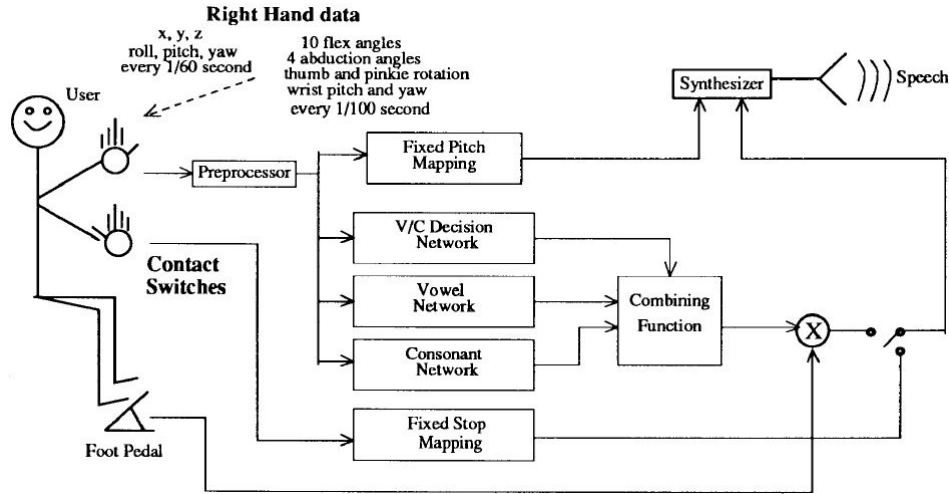 Right Hand data
x, y, z
roll, pitch, yaw
every 1/60 second
10 flex angles
4 abduction angles
thumb and pinkie rotation
wrist pitch and yaw
every 1/100 second
User
Synthesizer
Speech
Preprocessor
Fixed Pitch
Mapping
V/C Decision
Network
Contact
Switches
Vowel
Network
Combining
Function
X
Consonant
Network
Fixed Stop
Mapping
Foot Pedal